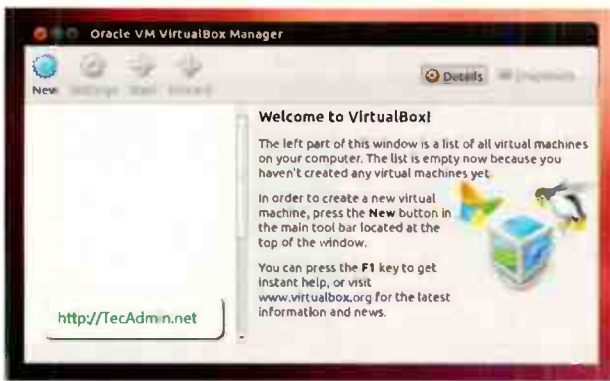 Oracle VM VirtualBox Manager
New Settings Start Discard
Details Snapshots
Welcome to VirtualBox!
The left part of this window is a list of all virtual machines
on your computer. The list is empty now because you
haven't created any virtual machines yet.
In order to create a new virtual
machine, press the New button in
the main tool bar located at the
top of the window.
You can press the F1 key to get
instant help, or visit
www.virtualbox.org for the latest
information and news.
http://TecAdmin.net